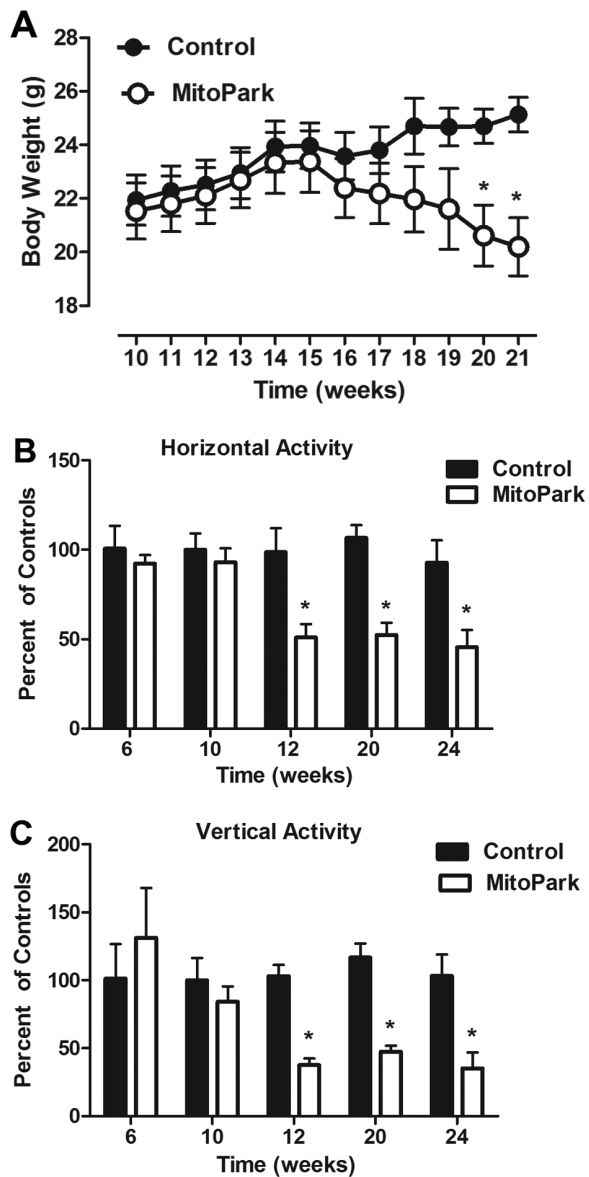 A
Control
MitoPark
Body Weight (g)
28
26
24
22
20
18
* *
10 11 12 13 14 15 16 17 18 19 20 21
Time (weeks)
B
Horizontal Activity
Control
MitoPark
Percent of Controls
150
100
50
0
* * *
6 10 12 20 24
Time (weeks)
C
Vertical Activity
Control
MitoPark
Percent of Controls
200
150
100
50
0
* * *
6 10 12 20 24
Time (weeks)